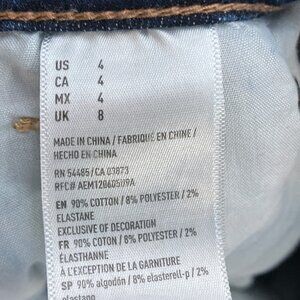 US 4
CA 4
MX 4
UK 8
MADE IN CHINA / FABRIQUÉ EN CHINE /
HECHO EN CHINA
RN 54485/CA 03873
RFC# AEM120605U9A
EN 90% COTTON / 8% POLYESTER / 2%
ELASTANE
EXCLUSIVE OF DECORATION
FR 90% COTON / 8% POLYESTER / 2%
ÉLASTHANNE
À L'EXCEPTION DE LA GARNITURE
SP 90% algodón / 8%
elastano